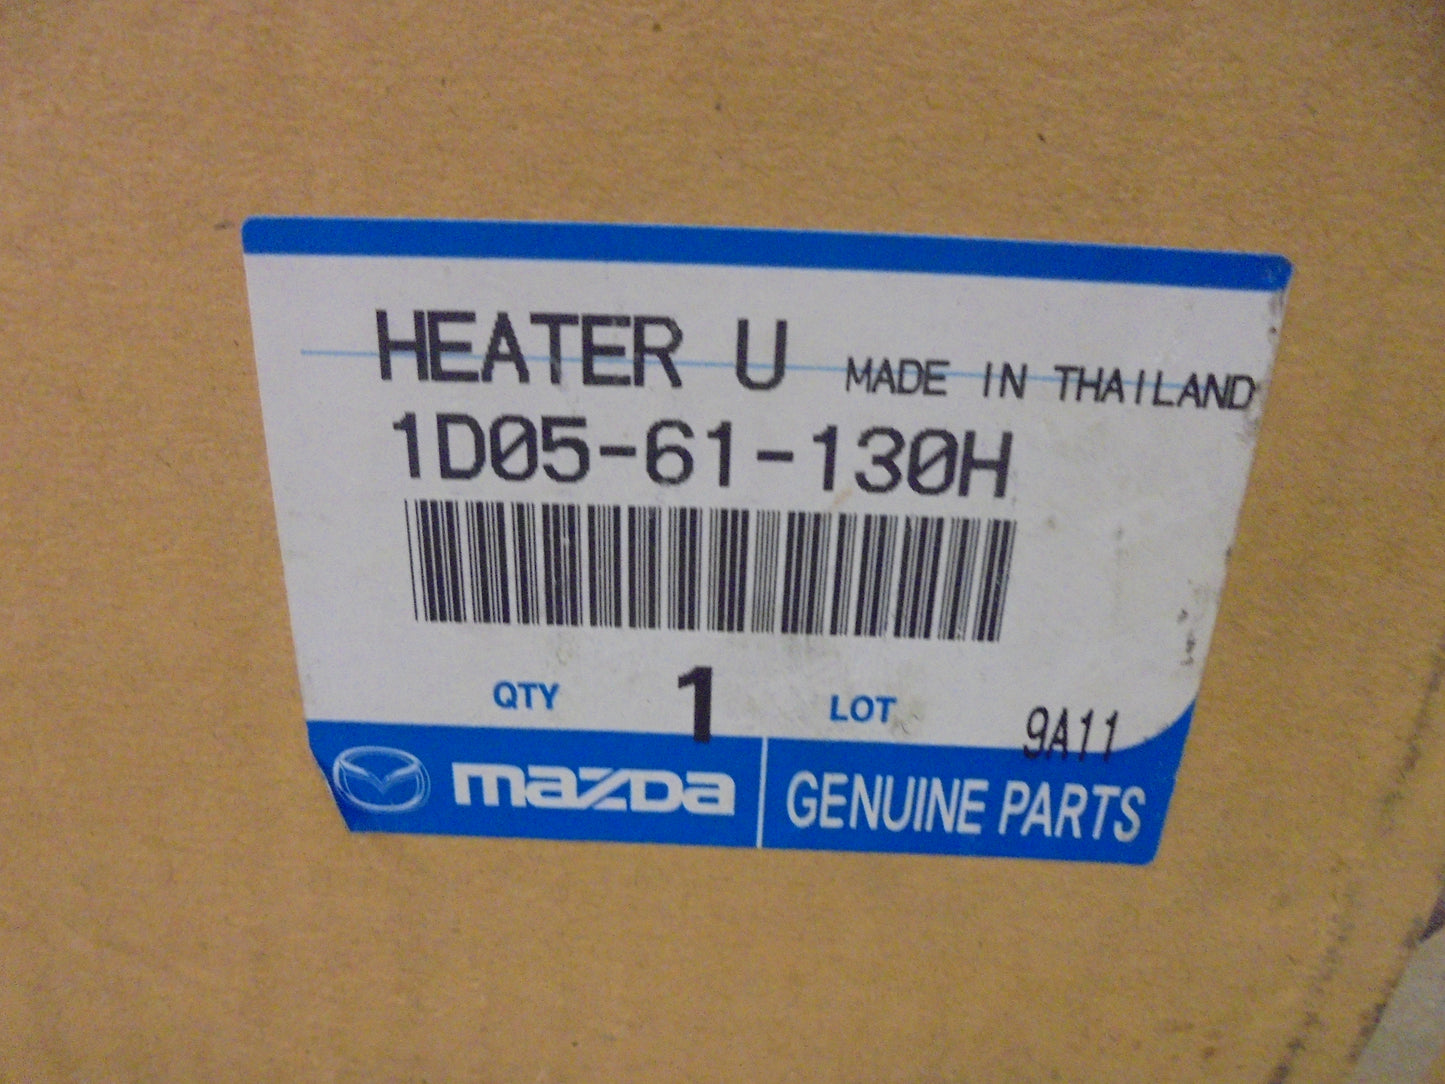 HEATER U MADE IN THAILAND
1D05-61-130H
QTY 1 LOT 9A11
mazda GENUINE PARTS